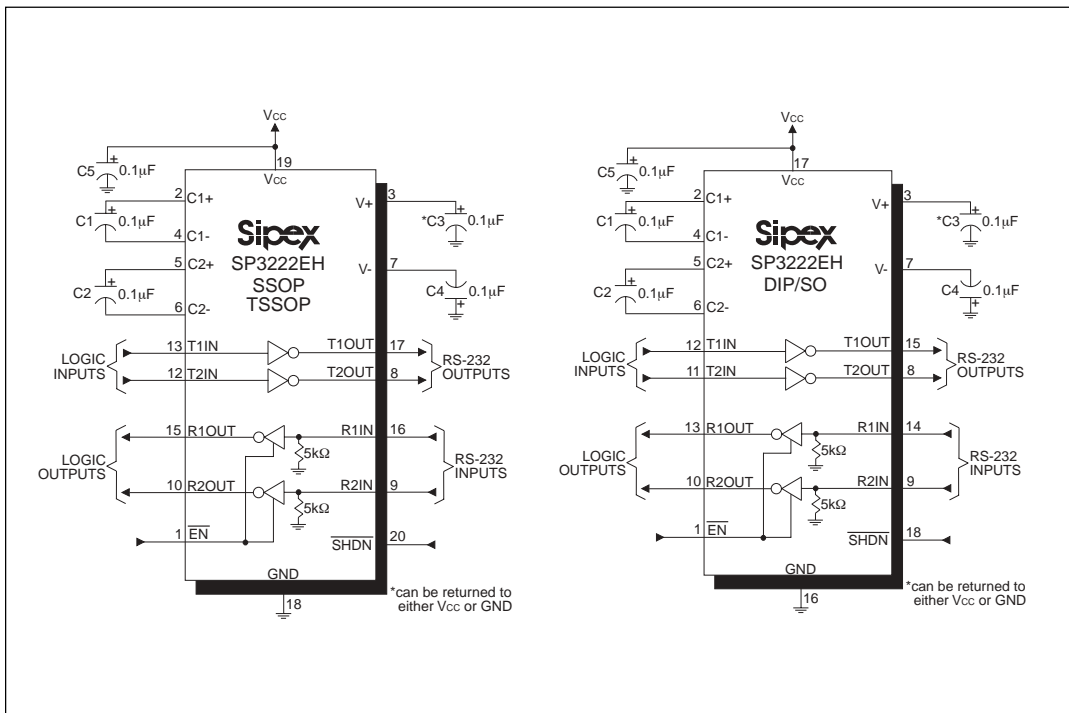 VCC
19
VCC
C5
+
0.1µF
2
C1+
C1
+
0.1µF
4
C1-
5
C2+
C2
+
0.1µF
6
C2-
Sipex
SP3222EH
SSOP
TSSOP
V+
3
*C3
+
0.1µF
V-
7
C4
+
0.1µF
LOGIC
INPUTS
13
T1IN
T1OUT
17
12
T2IN
T2OUT
8
RS-232
OUTPUTS
LOGIC
OUTPUTS
15
R1OUT
R1IN
16
5kΩ
10
R2OUT
R2IN
9
5kΩ
RS-232
INPUTS
1
EN
SHDN
20
GND
18
*can be returned to
either VCC or GND
VCC
17
VCC
C5
+
0.1µF
2
C1+
C1
+
0.1µF
4
C1-
5
C2+
C2
+
0.1µF
6
C2-
Sipex
SP3222EH
DIP/SO
V+
3
*C3
+
0.1µF
V-
7
C4
+
0.1µF
LOGIC
INPUTS
12
T1IN
T1OUT
15
11
T2IN
T2OUT
8
RS-232
OUTPUTS
LOGIC
OUTPUTS
13
R1OUT
R1IN
14
5kΩ
10
R2OUT
R2IN
9
5kΩ
RS-232
INPUTS
1
EN
SHDN
18
GND
16
*can be returned to
either VCC or GND